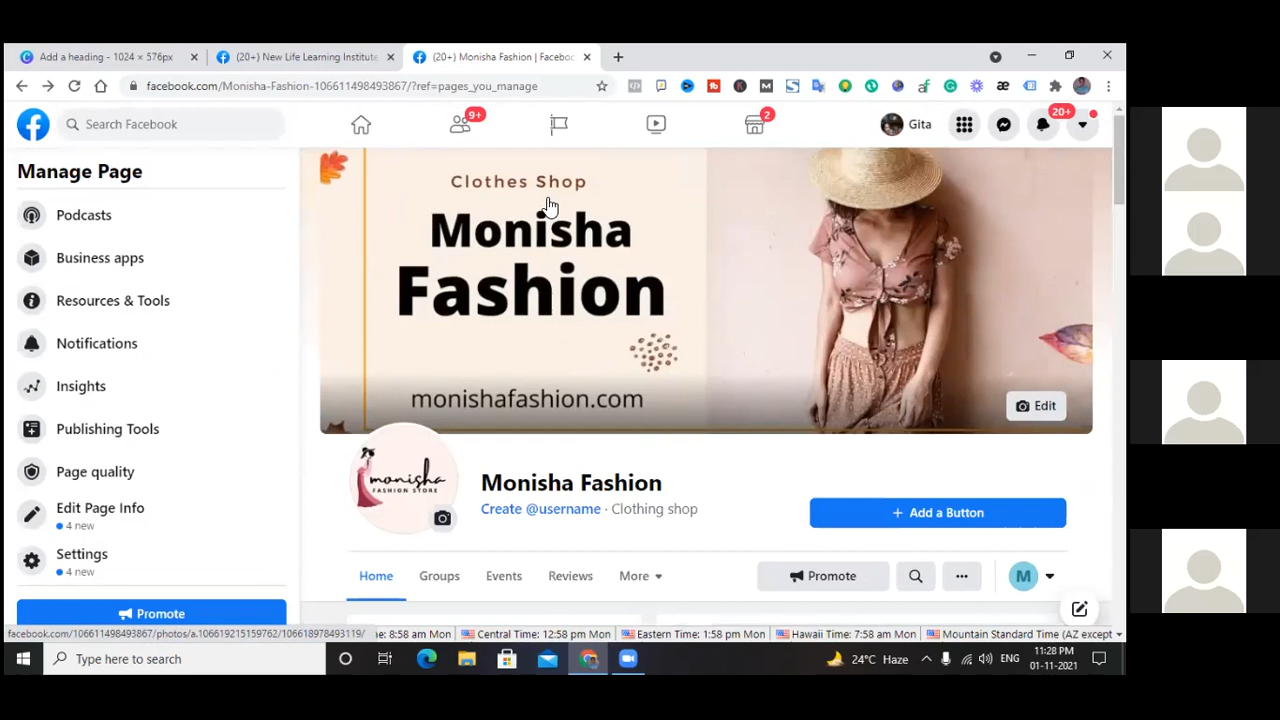 Add a heading - 1024 × 576px
(20+) New Life Learning Institute
(20+) Monisha Fashion | Faceboo
facebook.com/Monisha-Fashion-106611498493867/?ref=pages_you_manage
Search Facebook
9+
2
Gita
20+
Manage Page
Podcasts
Business apps
Resources & Tools
Notifications
Insights
Publishing Tools
Page quality
Edit Page Info
4 new
Settings
4 new
Promote
Clothes Shop
Monisha
Fashion
monishafashion.com
Edit
monisha
FASHION STORE
Monisha Fashion
Create @username · Clothing shop
+ Add a Button
Home
Groups
Events
Reviews
More
Promote
M
facebook.com/106611498493867/photos/a.106619215159762/106618978493119/
e: 8:58 am Mon
Central Time: 12:58 pm Mon
Eastern Time: 1:58 pm Mon
Hawaii Time: 7:58 am Mon
Mountain Standard Time (AZ except
Type here to search
24°C Haze
ENG
11:28 PM
01-11-2021